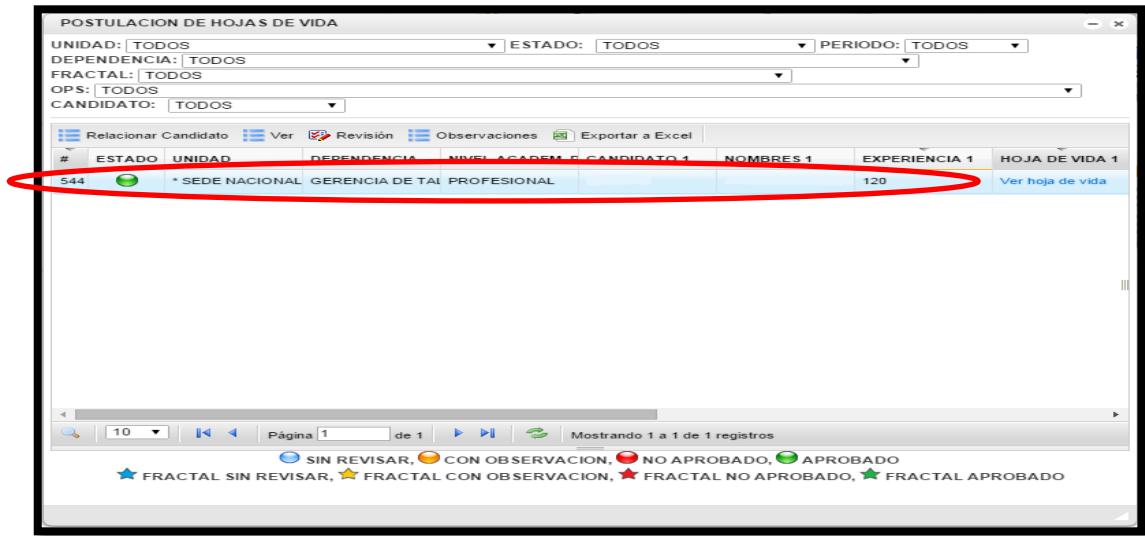 POSTULACION DE HOJAS DE VIDA
UNIDAD: TODOS ESTADO: TODOS PERIODO: TODOS
DEPENDENCIA: TODOS
FRACTAL: TODOS
OPS: TODOS
CANDIDATO: TODOS
Relacionar Candidato Ver Revisión Observaciones Exportar a Excel
# ESTADO UNIDAD DEPENDENCIA NIVEL ACADEM. CANDIDATO 1 NOMBRES 1 EXPERIENCIA 1 HOJA DE VIDA 1
544 * SEDE NACIONAL GERENCIA DE TAL PROFESIONAL 120 Ver hoja de vida
10 Página 1 de 1 Mostrando 1 a 1 de 1 registros
SIN REVISAR, CON OBSERVACION, NO APROBADO, APROBADO
FRACTAL SIN REVISAR, FRACTAL CON OBSERVACION, FRACTAL NO APROBADO, FRACTAL APROBADO